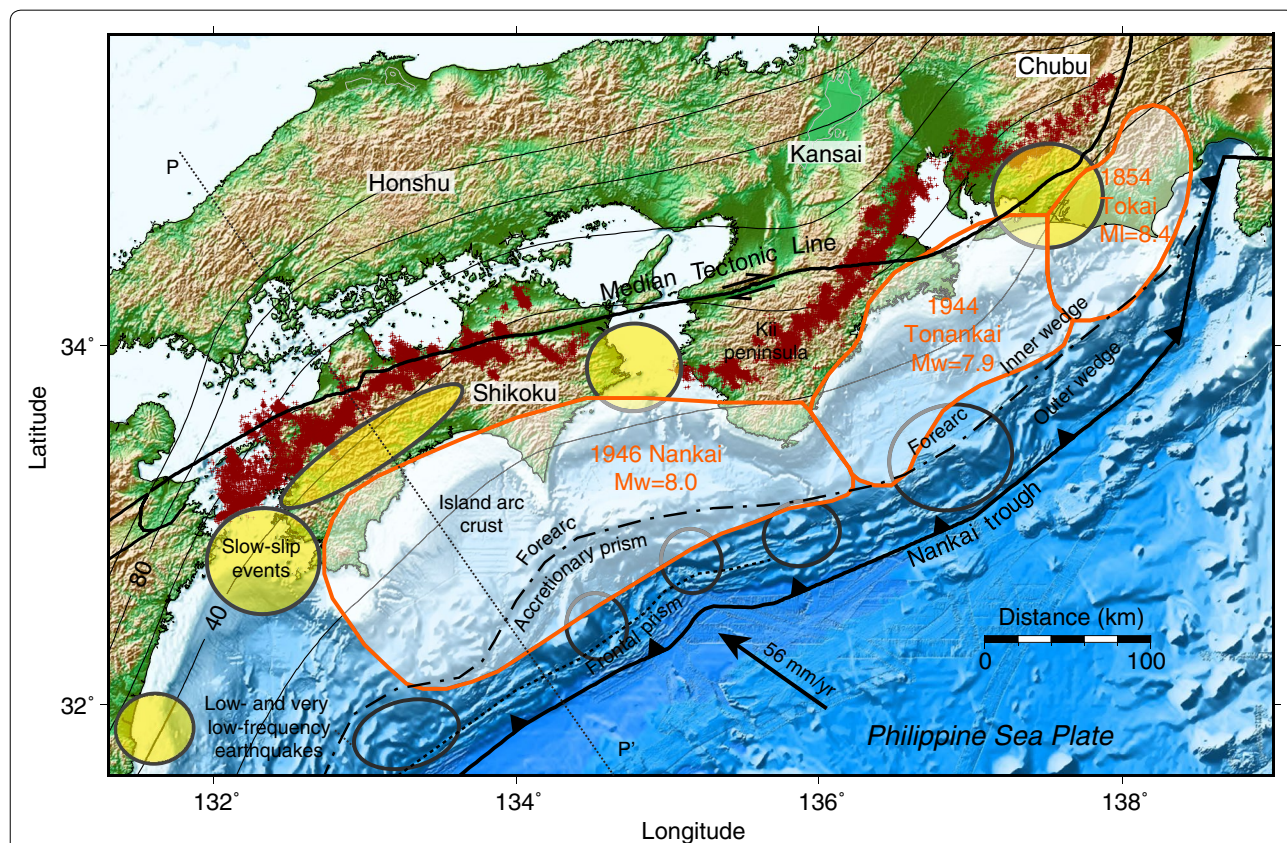 Chubu
P
Kansai
Honshu
1854
Tokai
Ml=8.4
Median Tectonic Line
34˚
Kii
peninsula
1944
Tonankai
Mw=7.9
Inner wedge
Outer wedge
Shikoku
Forearc
Latitude
1946 Nankai
Mw=8.0
Island arc
crust
Forearc
Accretionary prism
Nankai trough
Slow-slip
events
80
40
Frontal prism
Distance (km)
0
100
56 mm/yr
32˚
Low- and very
low-frequency
earthquakes
P'
Philippine Sea Plate
132˚
134˚
136˚
138˚
Longitude